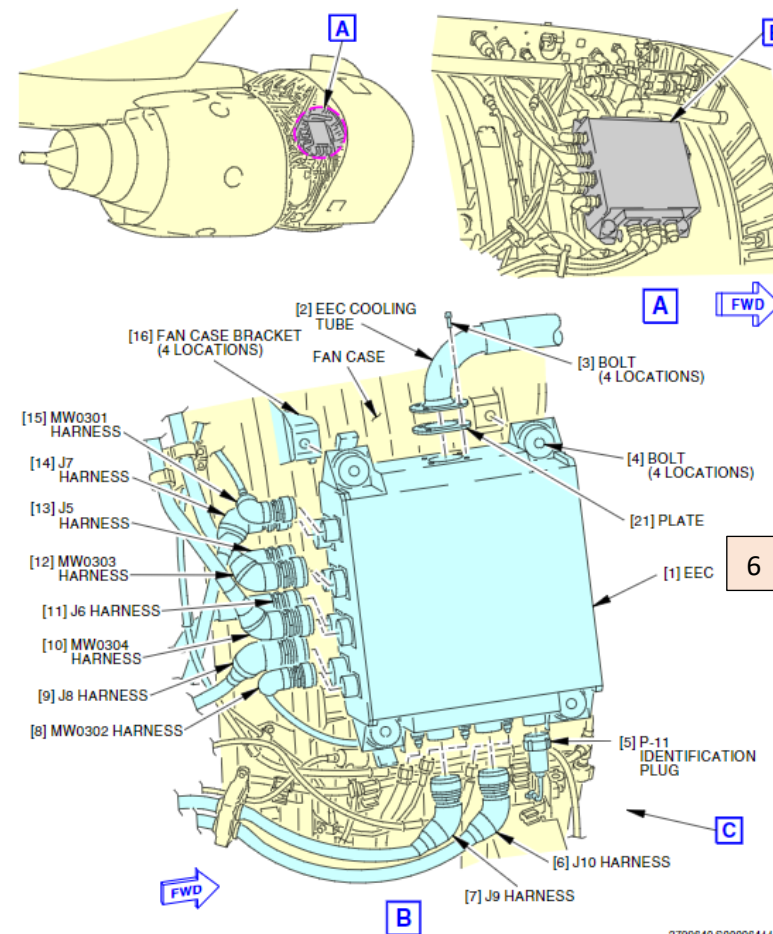 A
B
A
FWD
[2] EEC COOLING
TUBE
[16] FAN CASE BRACKET
(4 LOCATIONS)
FAN CASE
[3] BOLT
(4 LOCATIONS)
[15] MW0301
HARNESS
[14] J7
HARNESS
[4] BOLT
(4 LOCATIONS)
[13] J5
HARNESS
[21] PLATE
[12] MW0303
HARNESS
[1] EEC
6
[11] J6 HARNESS
[10] MW0304
HARNESS
[9] J8 HARNESS
[8] MW0302 HARNESS
[5] P-11
IDENTIFICATION
PLUG
C
[6] J10 HARNESS
[7] J9 HARNESS
FWD
B